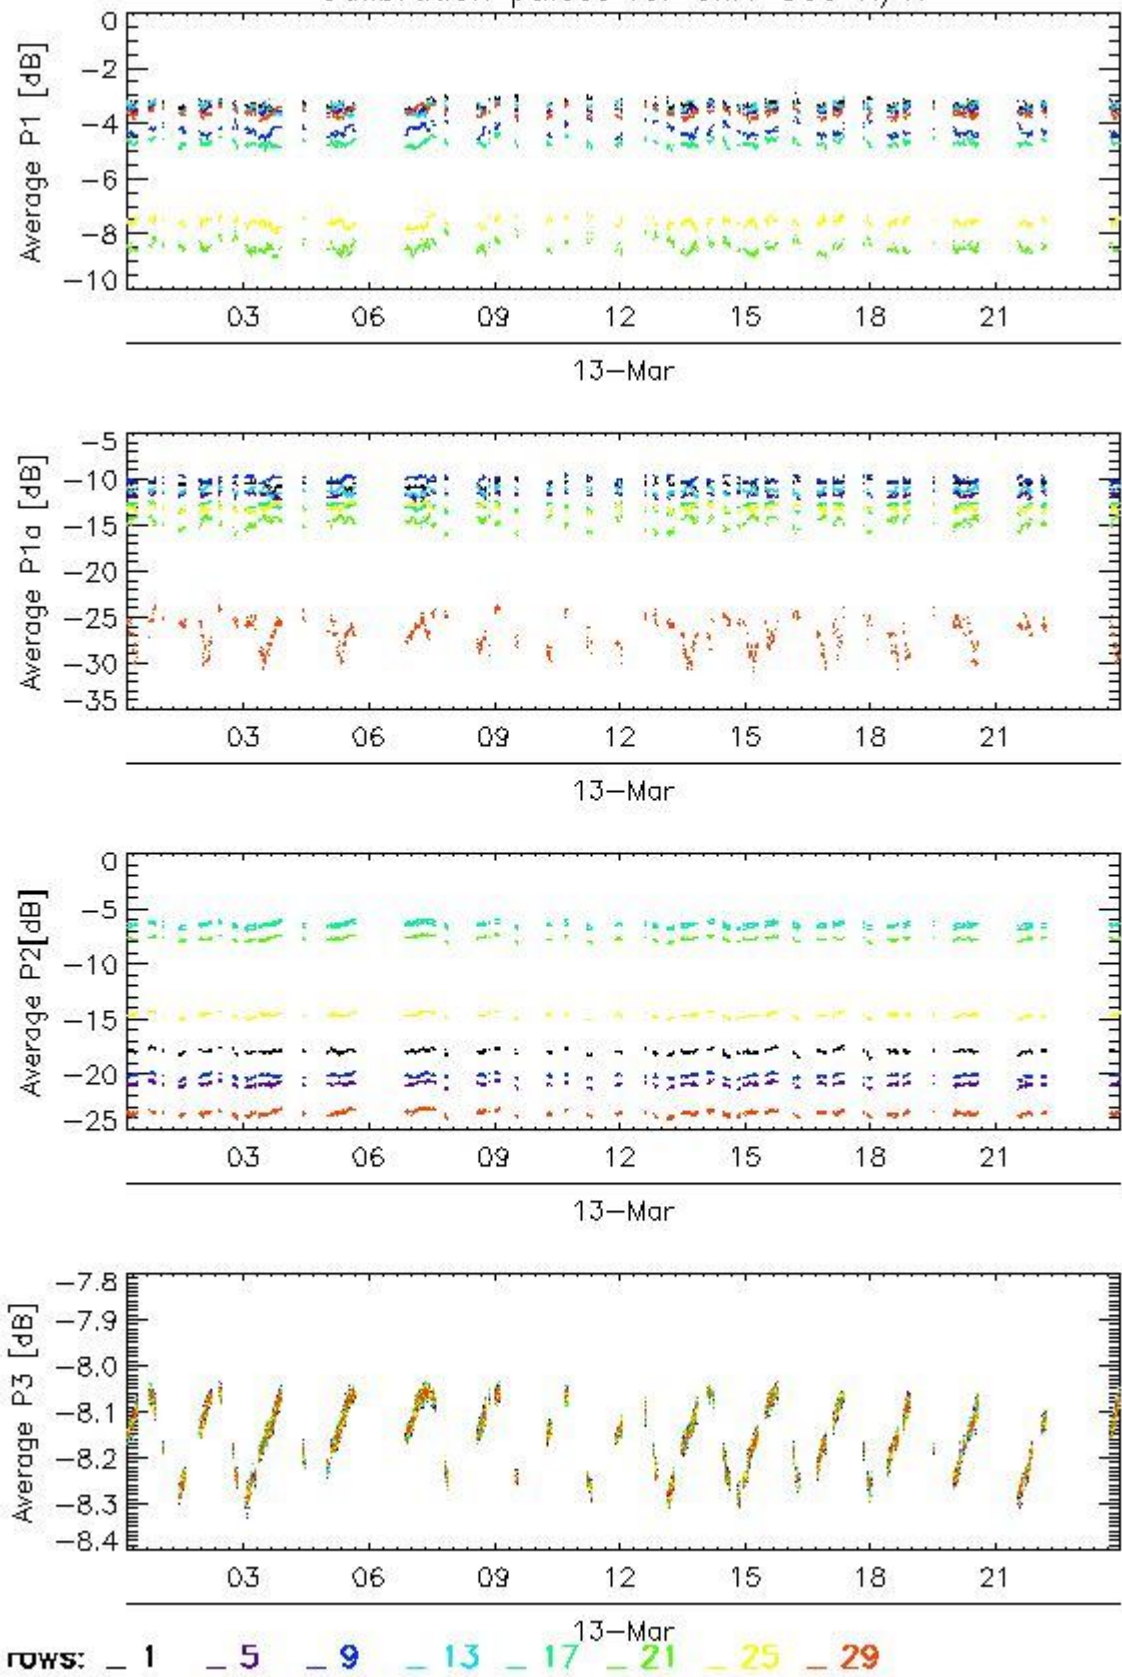 0
-2
-4
-6
-8
-10
Average P1 [dB]
03 06 09 12 15 18 21
13-Mar
-5
-10
-15
-20
-25
-30
-35
Average P1a [dB]
03 06 09 12 15 18 21
13-Mar
0
-5
-10
-15
-20
-25
Average P2[dB]
03 06 09 12 15 18 21
13-Mar
-7.8
-7.9
-8.0
-8.1
-8.2
-8.3
-8.4
Average P3 [dB]
03 06 09 12 15 18 21
13-Mar
rows: _ 1 _ 5 _ 9 _ 13 _ 17 _ 21 _ 25 _ 29